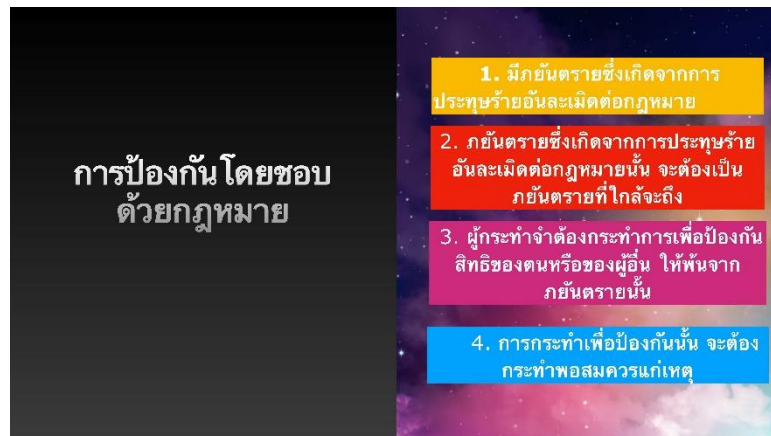 การป้องกันโดยชอบ
ด้วยกฎหมาย
1. มีภยันตรายซึ่งเกิดจากการ
ประทุษร้ายอันละเมิดต่อกฎหมาย
2. ภยันตรายซึ่งเกิดจากการประทุษร้าย
อันละเมิดต่อกฎหมายนั้น จะต้องเป็น
ภยันตรายที่ใกล้จะถึง
3. ผู้กระทำจำต้องกระทำการเพื่อป้องกัน
สิทธิของตนหรือของผู้อื่น ให้พ้นจาก
ภยันตรายนั้น
4. การกระทำเพื่อป้องกันนั้น จะต้อง
กระทำพอสมควรแก่เหตุ